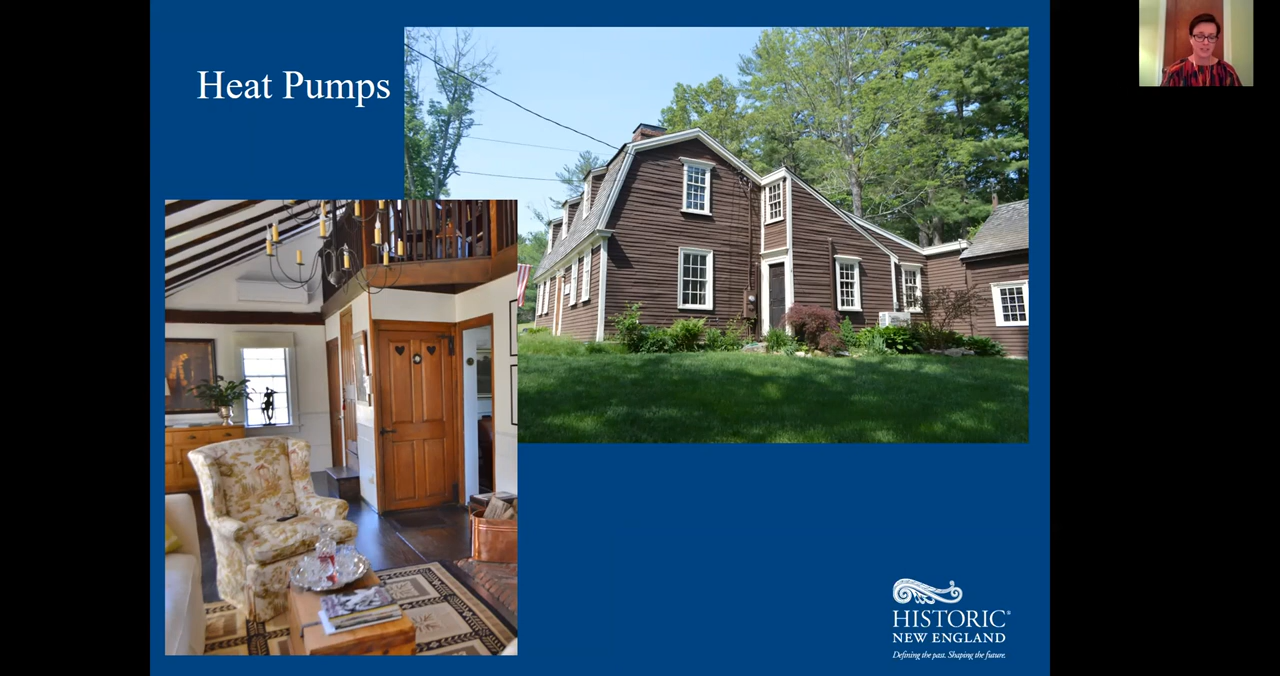 Heat Pumps
HISTORIC®
NEW ENGLAND
Defining the past. Shaping the future.